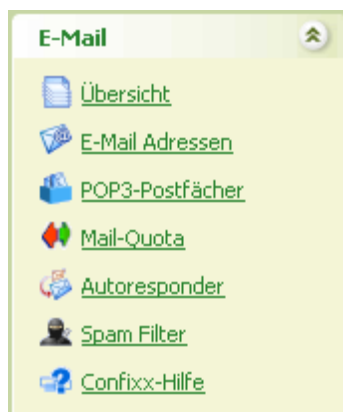 E-Mail
Übersicht
E-Mail Adressen
POP3-Postfächer
Mail-Quota
Autoresponder
Spam Filter
Confixx-Hilfe